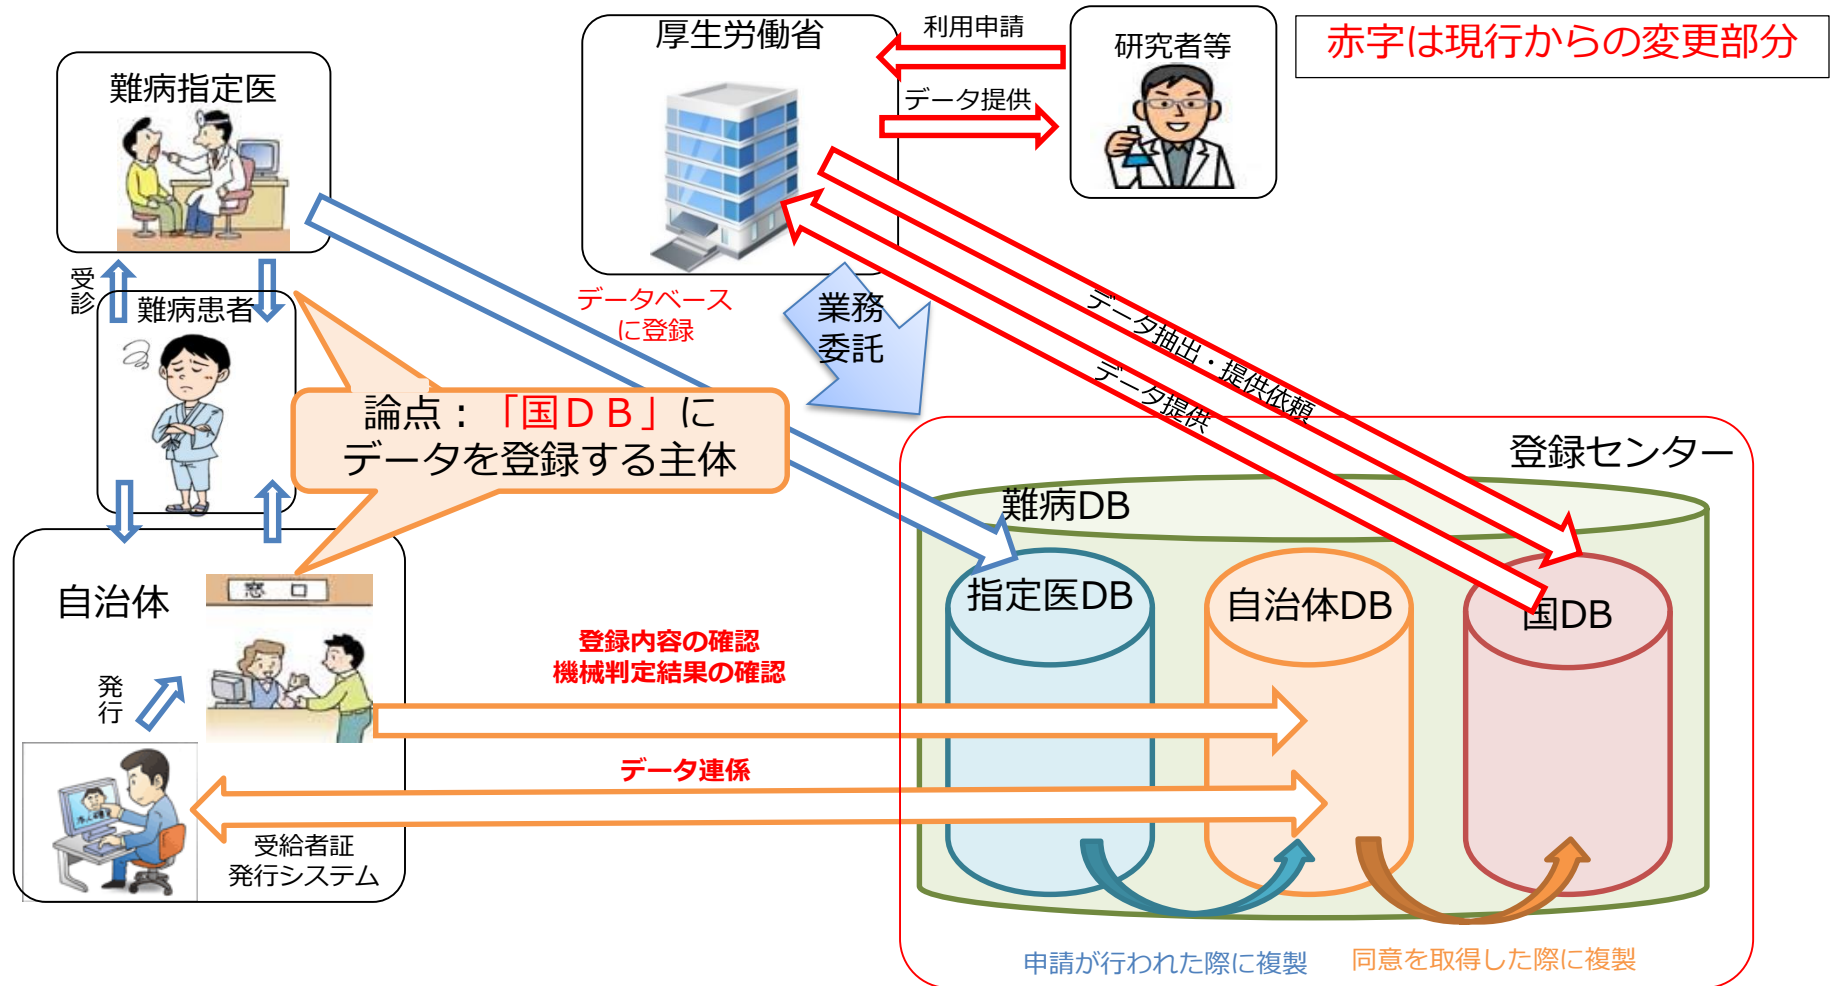 赤字は現行からの変更部分
厚生労働省
利用申請
データ提供
研究者等
難病指定医
受診
難病患者
データベース
に登録
業務
委託
データ抽出・提供依頼
データ提供
論点：「国ＤＢ」に
データを登録する主体
登録センター
難病DB
指定医DB
自治体DB
国DB
自治体
窓口
発行
登録内容の確認
機械判定結果の確認
データ連係
受給者証
発行システム
申請が行われた際に複製
同意を取得した際に複製